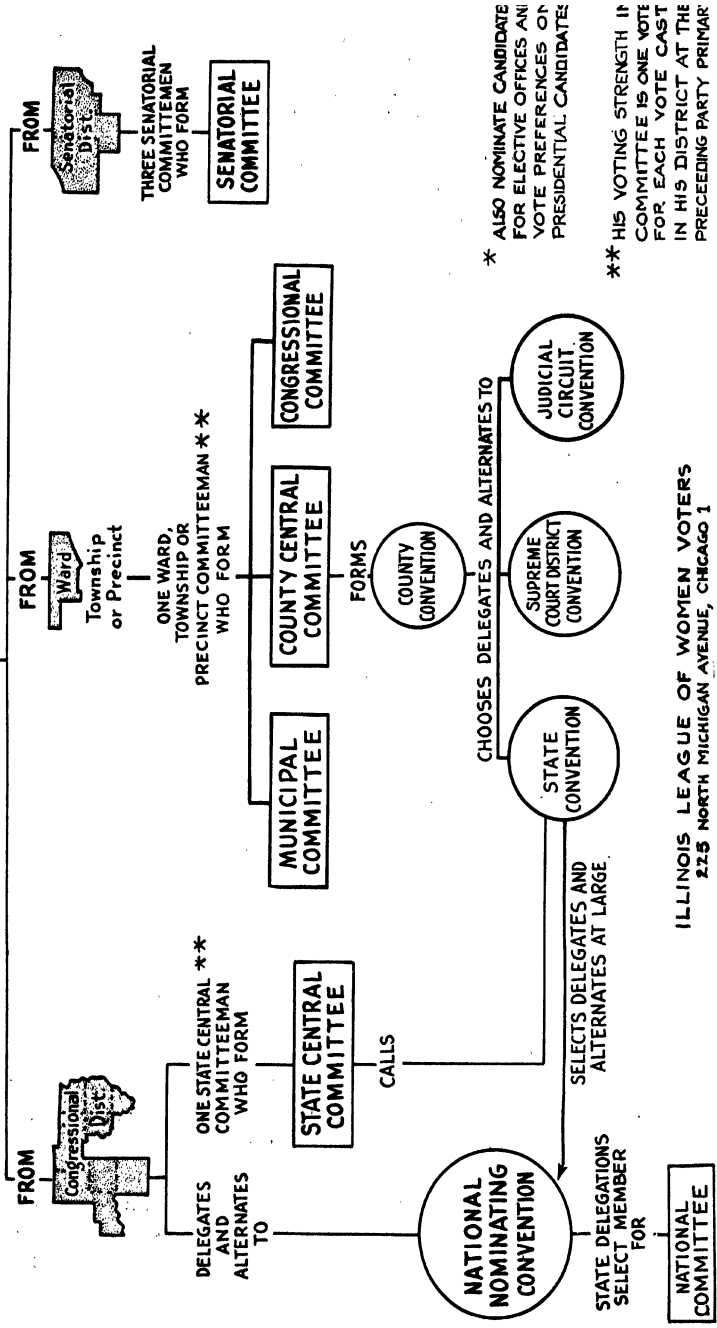 FROM
Congressional
Dist.
DELEGATES
AND
ALTERNATES
TO
ONE STATE CENTRAL **
COMMITTEEMAN
WHO FORM
STATE CENTRAL
COMMITTEE
CALLS
NATIONAL
NOMINATING
CONVENTION
STATE DELEGATIONS
SELECT MEMBER
FOR
NATIONAL
COMMITTEE
SELECTS DELEGATES AND
ALTERNATES AT LARGE
FROM
Ward
Township
or Precinct
ONE WARD,
TOWNSHIP OR
PRECINCT COMMITTEEMAN **
WHO FORM
MUNICIPAL
COMMITTEE
COUNTY CENTRAL
COMMITTEE
CONGRESSIONAL
COMMITTEE
FORMS
COUNTY
CONVENTION
CHOOSES DELEGATES AND ALTERNATES TO
STATE
CONVENTION
SUPREME
COURT DISTRICT
CONVENTION
JUDICIAL
CIRCUIT
CONVENTION
FROM
Senatorial
Dist.
THREE SENATORIAL
COMMITTEEMEN
WHO FORM
SENATORIAL
COMMITTEE
* ALSO NOMINATE CANDIDATE
FOR ELECTIVE OFFICES AN
VOTE PREFERENCES ON
PRESIDENTIAL CANDIDATES
** HIS VOTING STRENGTH IN
COMMITTEE IS ONE VOTE
FOR EACH VOTE CAST
IN HIS DISTRICT AT THE
PRECEEDING PARTY PRIMAR
ILLINOIS LEAGUE OF WOMEN VOTERS
225 NORTH MICHIGAN AVENUE, CHICAGO 1